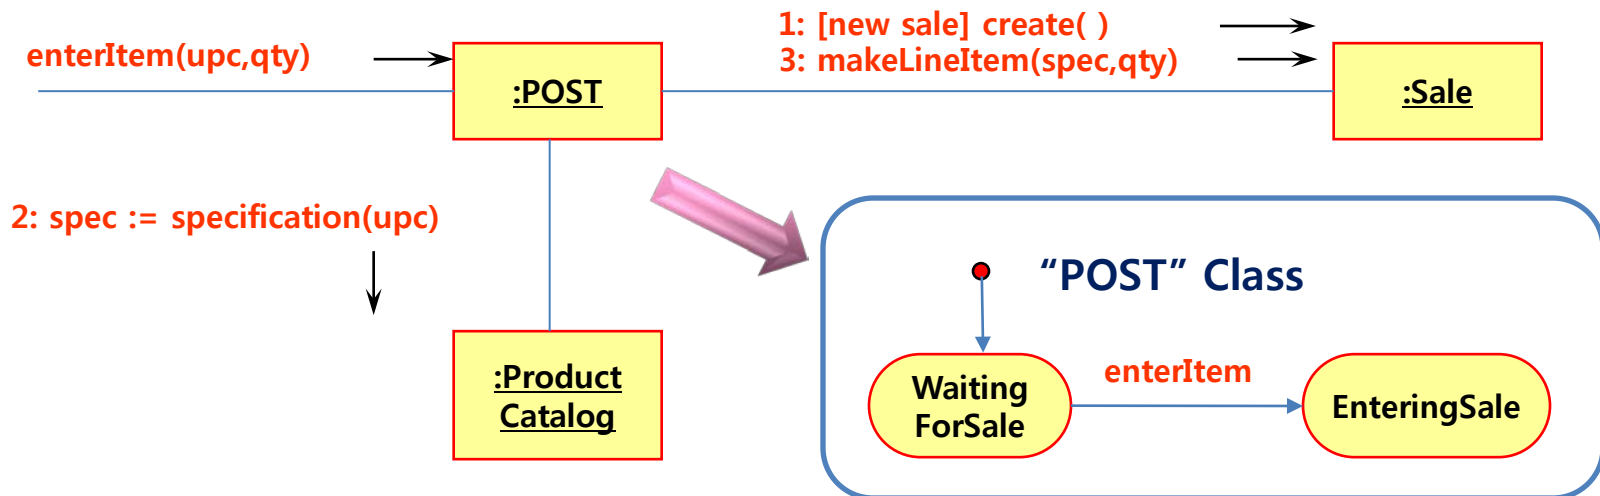 1: [new sale] create( )
enterItem(upc,qty)
3: makeLineItem(spec,qty)
:POST
:Sale
2: spec := specification(upc)
“POST” Class
:Product
Catalog
enterItem
Waiting
ForSale
EnteringSale